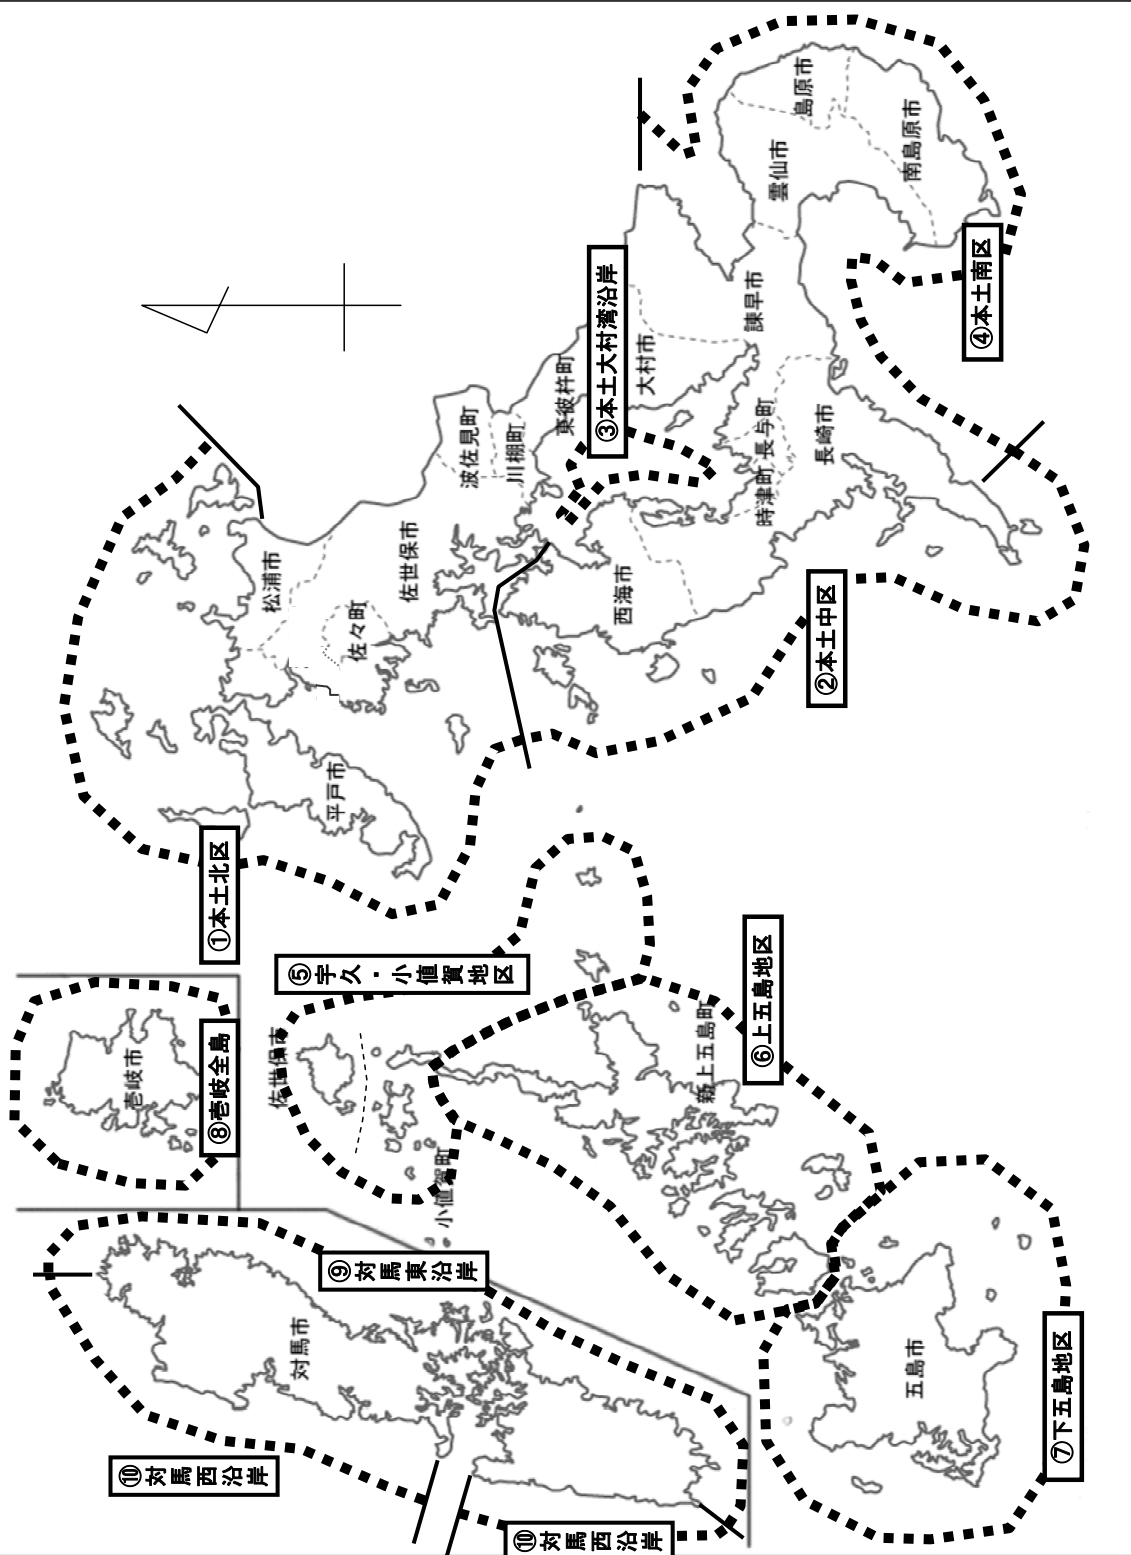 ⑩対馬西沿岸
⑩対馬西沿岸
対馬市
⑨対馬東沿岸
⑧壱岐全島
壱岐市
⑦下五島地区
五島市
⑥上五島地区
新上五島町
⑤宇久・小値賀地区
佐世保市
小値賀町
①本土北区
平戸市
松浦市
佐々町
佐世保市
②本土中区
西海市
時津町
長与町
長崎市
③本土大村湾沿岸
波佐見町
川棚町
東彼杵町
大村市
④本土南区
諫早市
雲仙市
島原市
南島原市